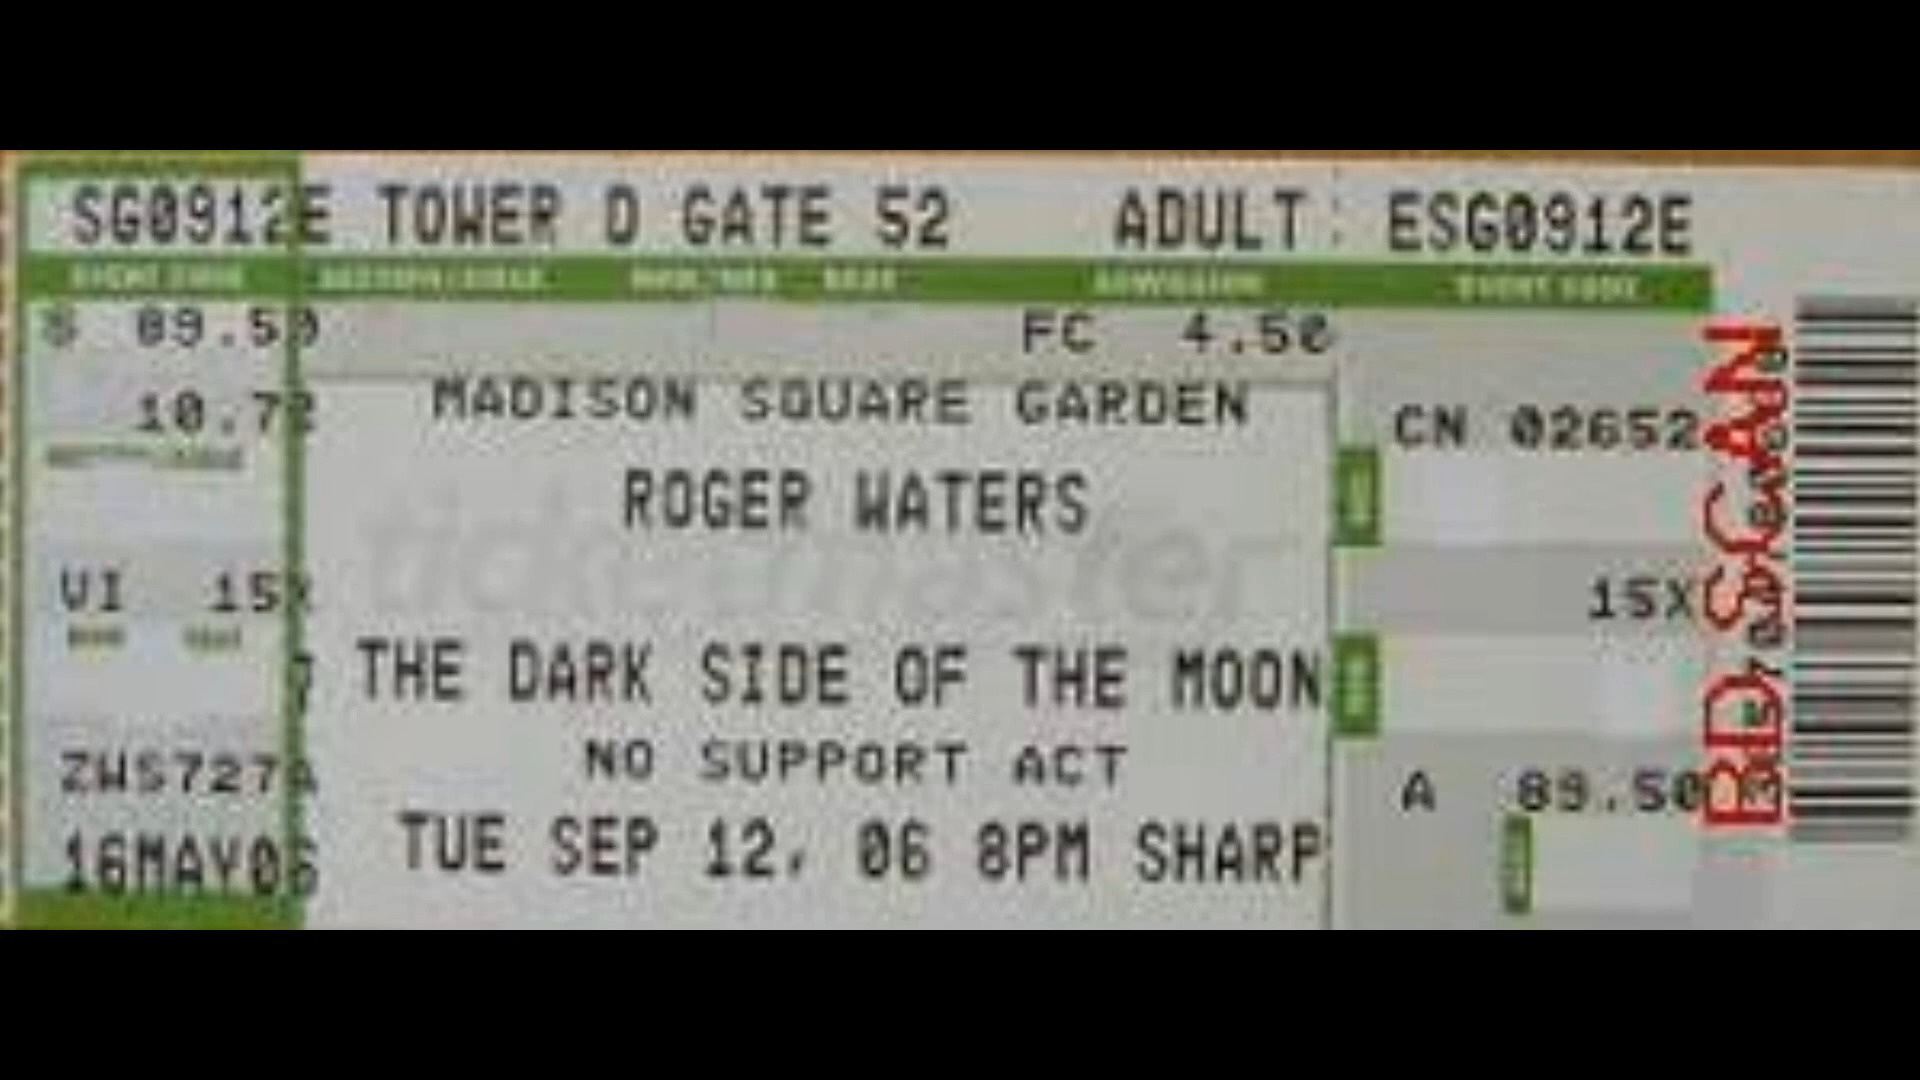 SG0912E TOWER D GATE 52 ADULT ESG0912E
89.50 FC 4.50
MADISON SQUARE GARDEN
10.72
CN 02652
ROGER WATERS
ticketmaster
VI 15X
15X
THE DARK SIDE OF THE MOON
NO SUPPORT ACT
ZWS727A
A 89.50
TUE SEP 12, 06 8PM SHARP
16MAY06